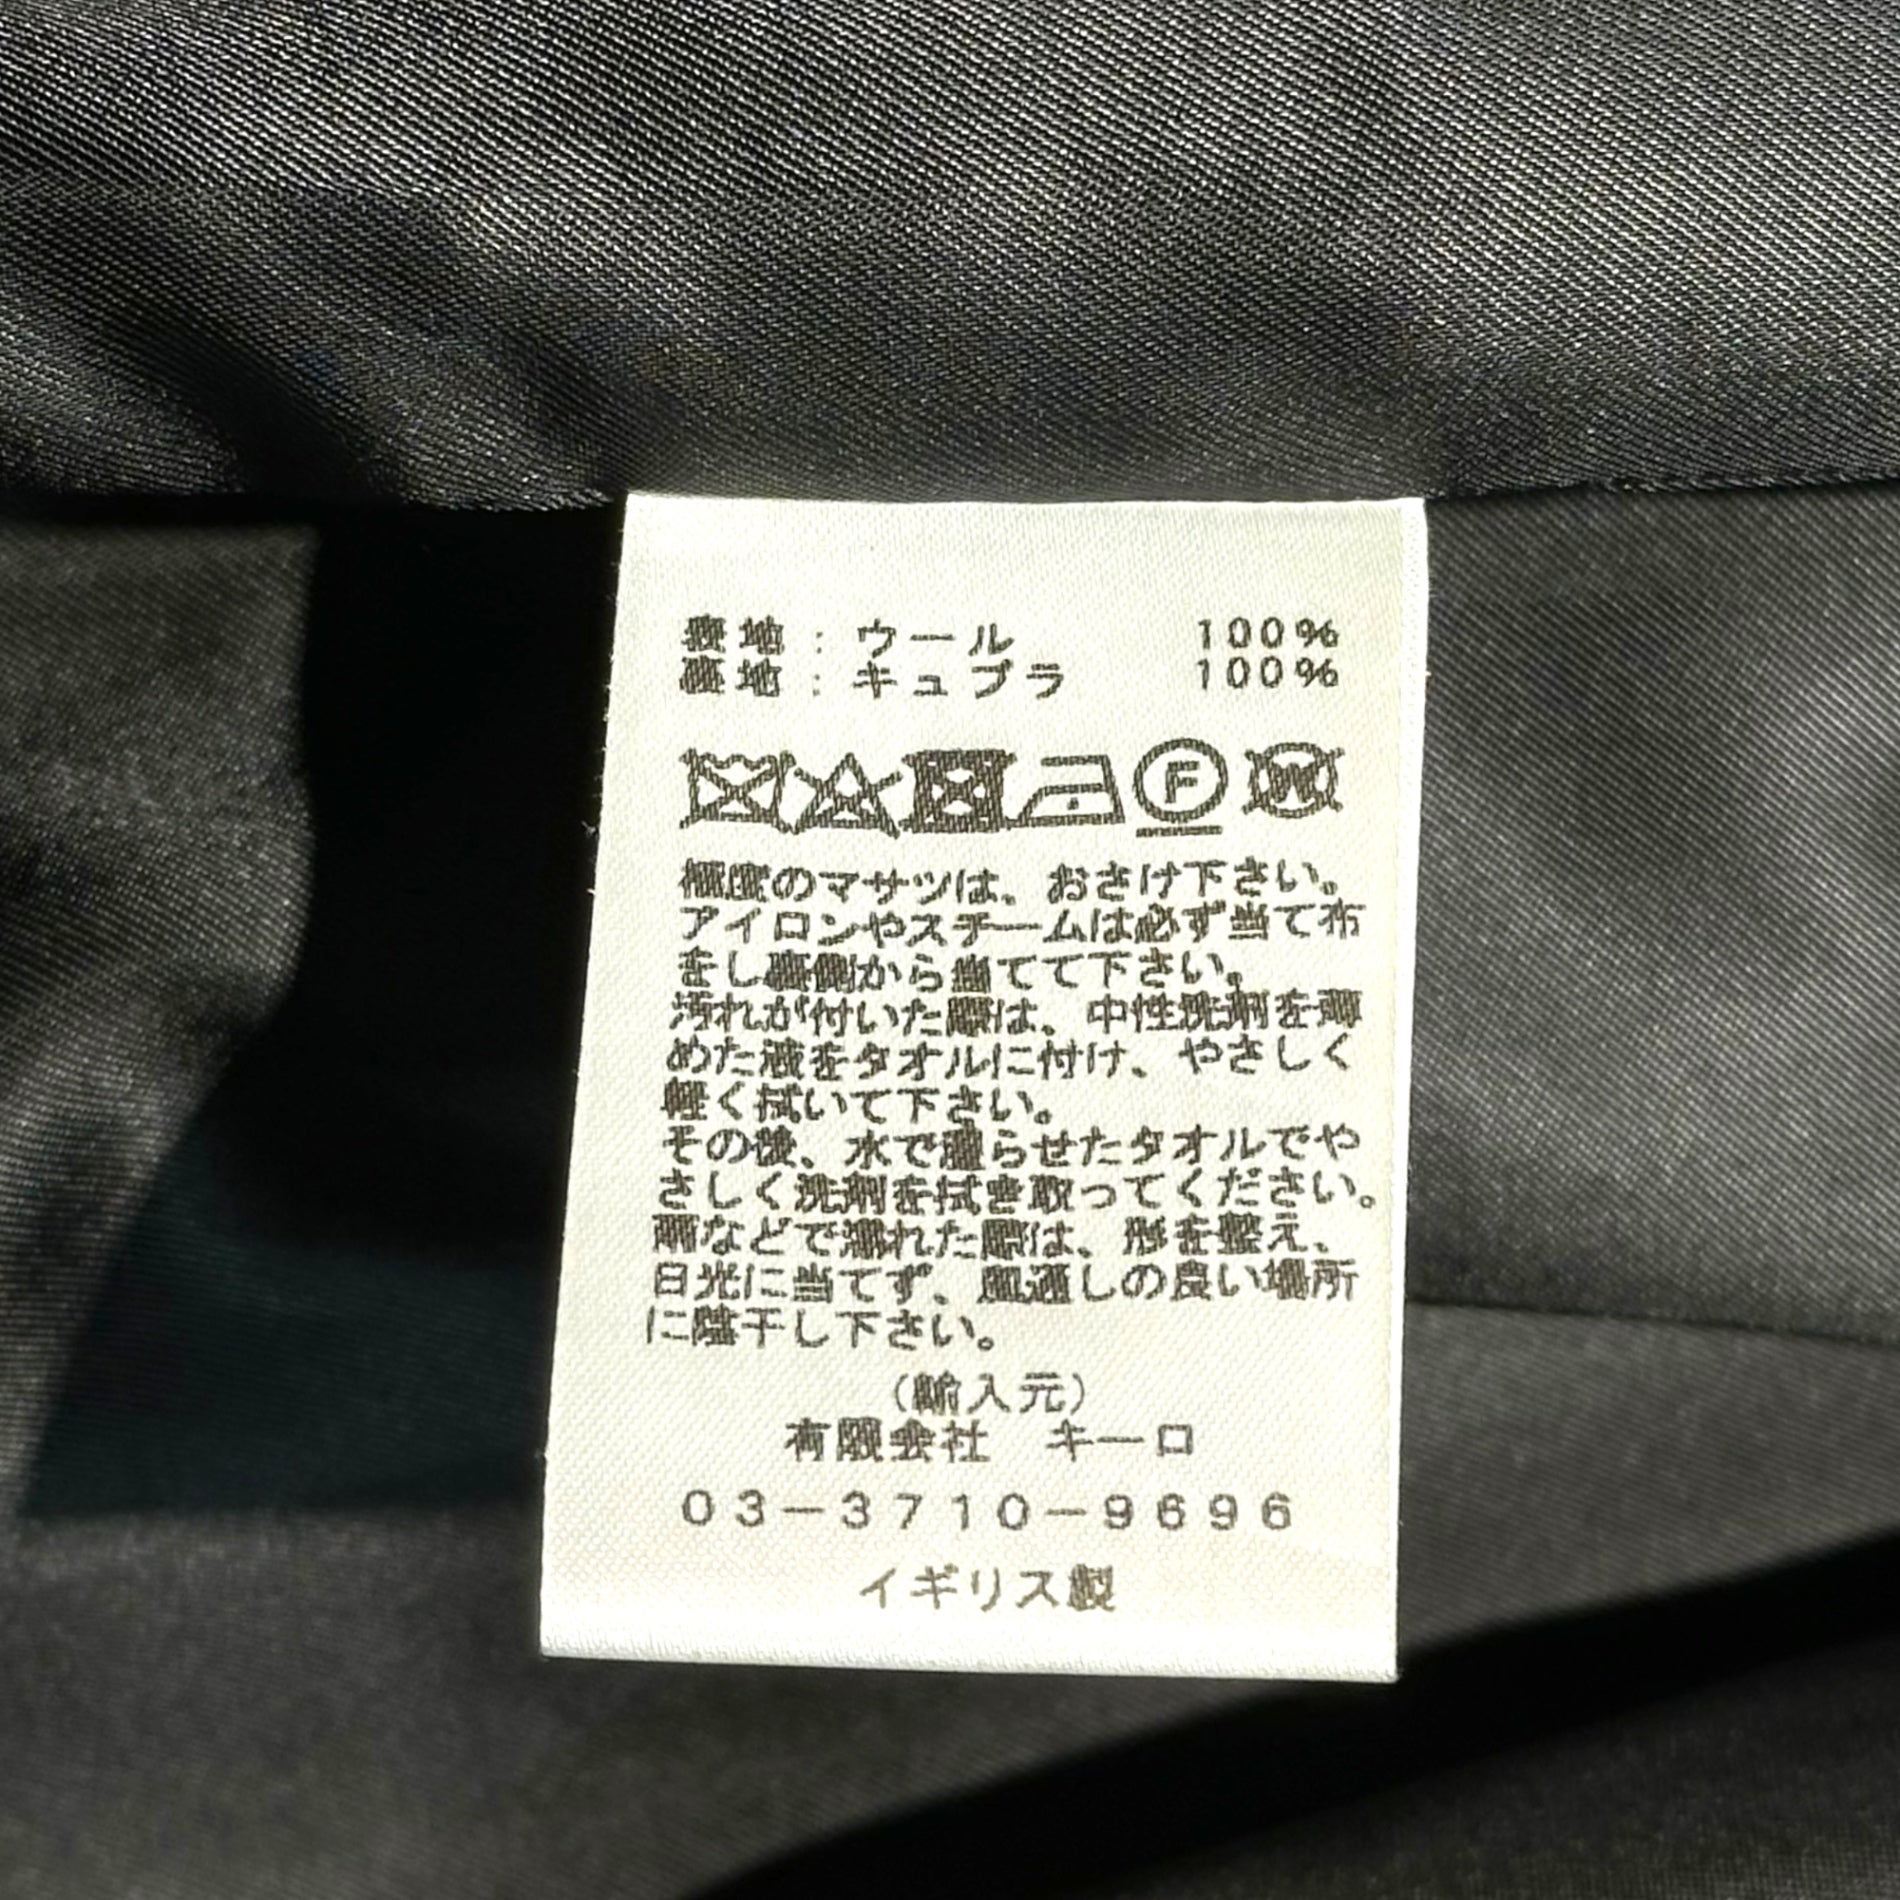 表地：ウール 100%
裏地：キュプラ 100%
F
W
極度のマサツは、おさけ下さい。
アイロンやスチームは必ず当て布
をし裏側から当てて下さい。
汚れが付いた際は、中性洗剤を薄
めた液をタオルに付け、やさしく
軽く拭いて下さい。
その後、水で湿らせたタオルでや
さしく洗剤を拭き取ってください。
雨などで濡れた際は、形を整え、
日光に当てず、風通しの良い場所
に陰干し下さい。
（輸入元）
有限会社 キーロ
03-3710-9696
イギリス製